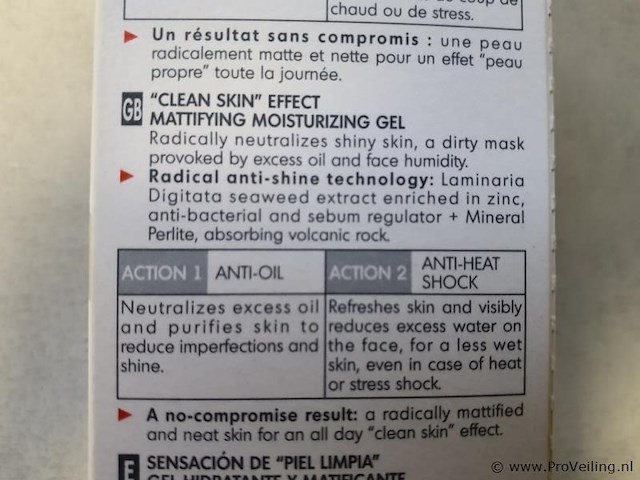 chaud ou de stress.
Un résultat sans compromis : une peau
radicalement matte et nette pour un effet "peau
propre" toute la journée.
GB "CLEAN SKIN" EFFECT
MATTIFYING MOISTURIZING GEL
Radically neutralizes shiny skin, a dirty mask
provoked by excess oil and face humidity.
Radical anti-shine technology: Laminaria
Digitata seaweed extract enriched in zinc,
anti-bacterial and sebum regulator + Mineral
Perlite, absorbing volcanic rock.
ACTION 1 ANTI-OIL
Neutralizes excess oil
and purifies skin to
reduce imperfections and
shine.
ACTION 2 ANTI-HEAT
SHOCK
Refreshes skin and visibly
reduces excess water on
the face, for a less wet
skin, even in case of heat
or stress shock.
A no-compromise result: a radically mattified
and neat skin for an all day "clean skin" effect.
E SENSACIÓN DE "PIEL LIMPIA"
GEL HIDRATANTE Y MATIFICANTE
© www.ProVeiling.nl